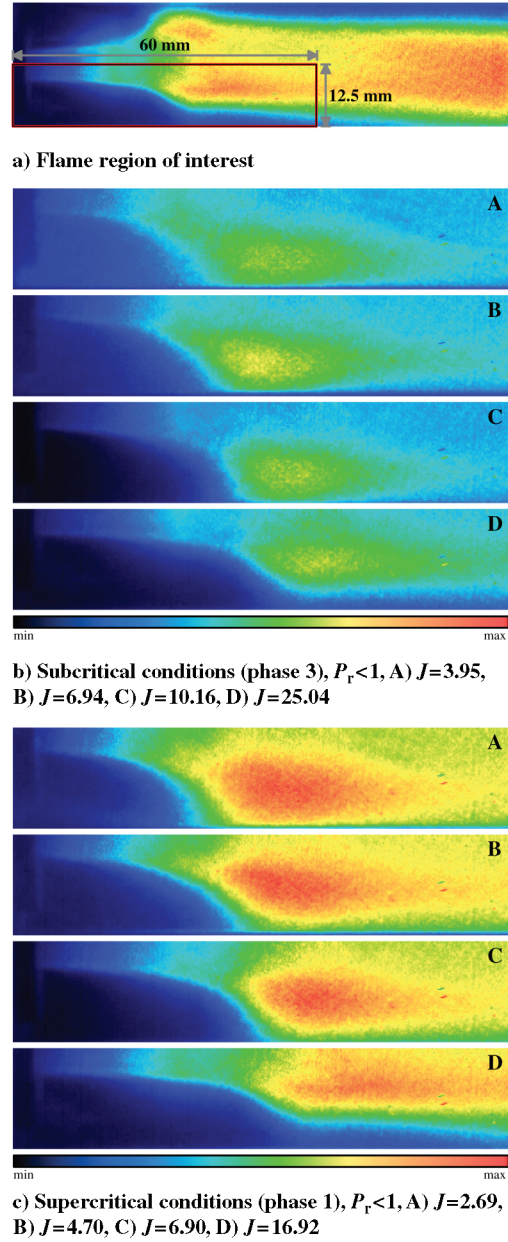 60 mm
12.5 mm
a) Flame region of interest
A
B
C
D
min max
b) Subcritical conditions (phase 3), Pr<1, A) J=3.95,
B) J=6.94, C) J=10.16, D) J=25.04
A
B
C
D
min max
c) Supercritical conditions (phase 1), Pr<1, A) J=2.69,
B) J=4.70, C) J=6.90, D) J=16.92